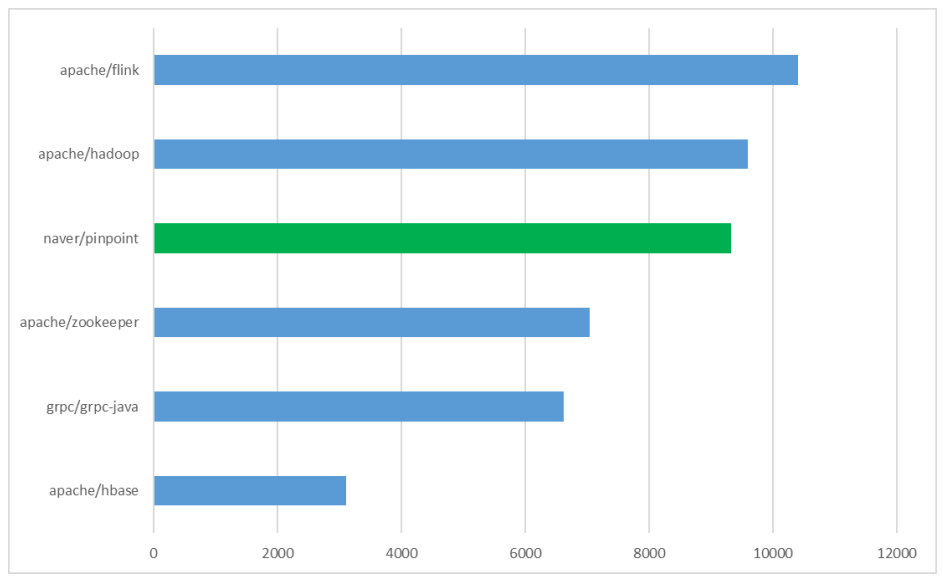 apache/flink
apache/hadoop
naver/pinpoint
apache/zookeeper
grpc/grpc-java
apache/hbase
0 2000 4000 6000 8000 10000 12000